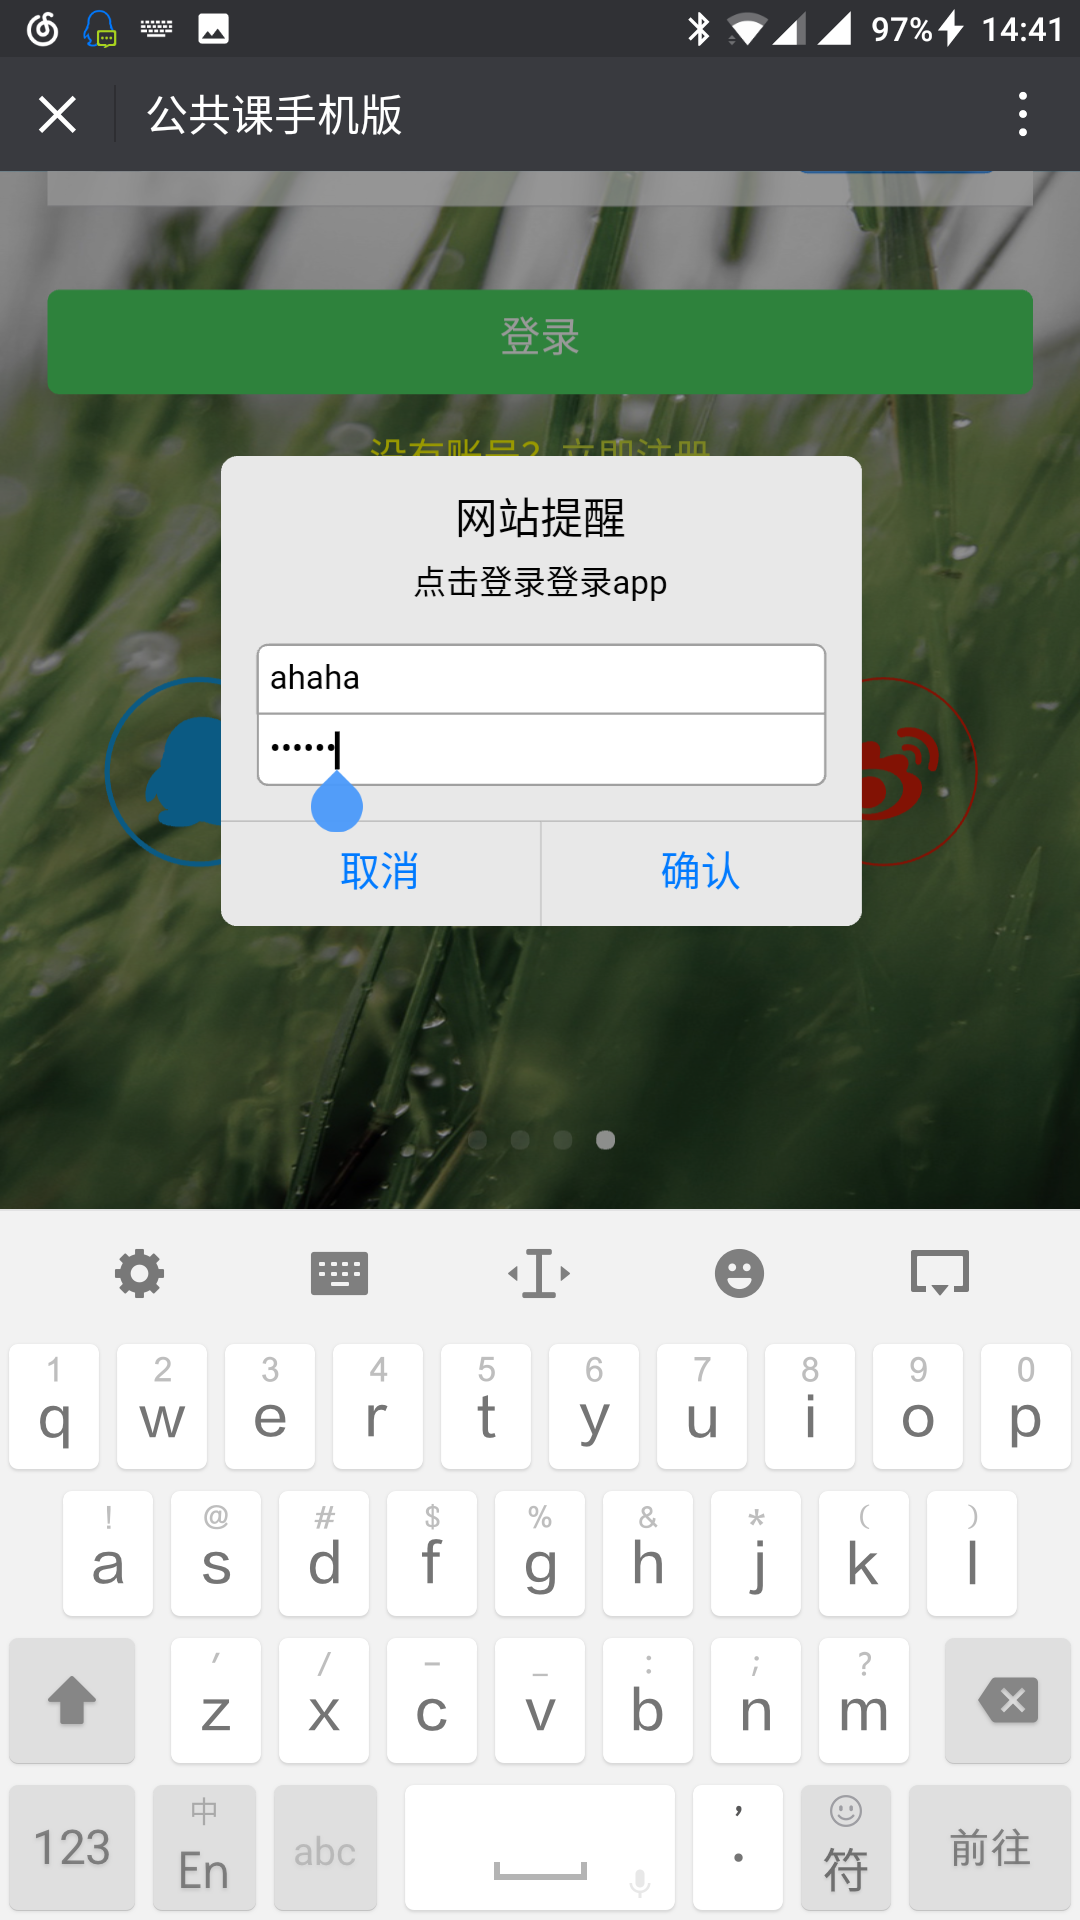 97% 14:41
公共课手机版
登录
没有账号？立即注册
网站提醒
点击登录登录app
ahaha
••••••
取消 确认
1 2 3 4 5 6 7 8 9 0
q w e r t y u i o p
! @ # $ % & * ( )
a s d f g h j k l
′ / – _ : ; ?
z x c v b n m
中 ,
123 En abc . 符 前往